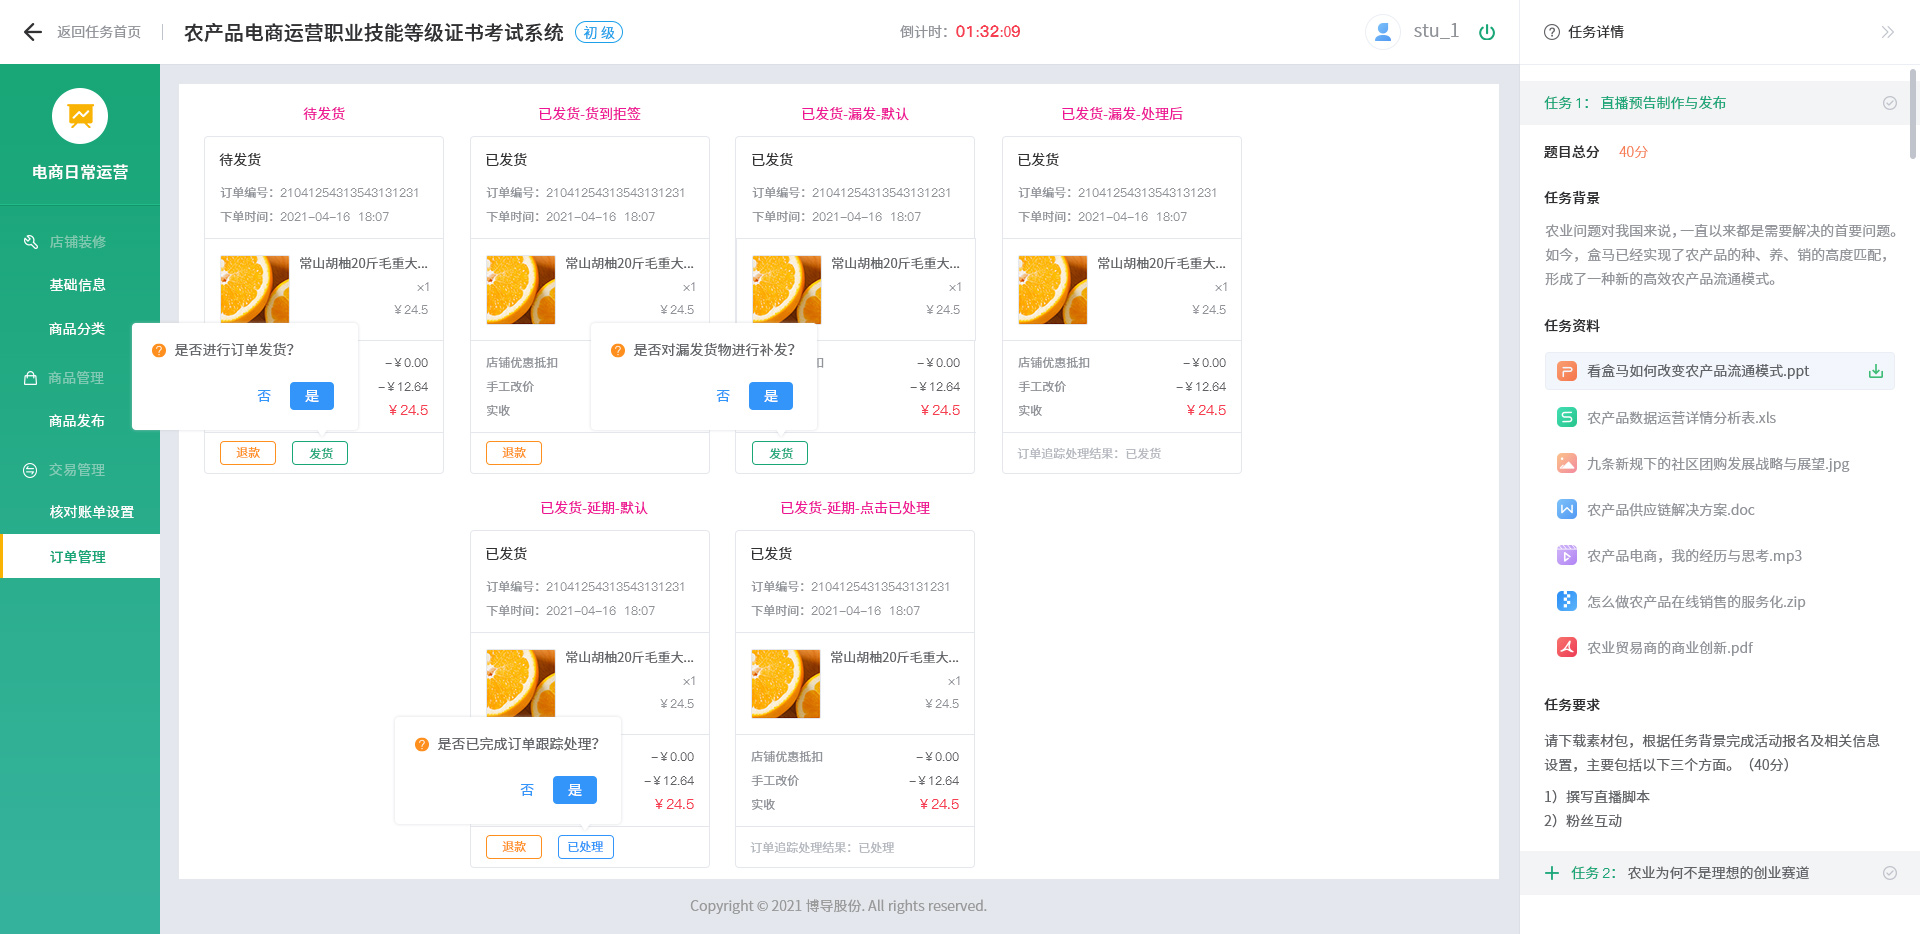 返回任务首页
农产品电商运营职业技能等级证书考试系统
初 级
倒计时：01:32:09
stu_1
任务详情
电商日常运营
店铺装修
基础信息
商品分类
商品管理
商品发布
交易管理
核对账单设置
订单管理
待发货
待发货
订单编号：21041254313543131231
下单时间：2021-04-16 18:07
常山胡柚20斤毛重大...
×1
¥24.5
是否进行订单发货？
否
是
-¥0.00
-¥12.64
¥24.5
退款
发货
已发货-货到拒签
已发货
订单编号：21041254313543131231
下单时间：2021-04-16 18:07
常山胡柚20斤毛重大...
×1
¥24.5
店铺优惠抵扣
手工改价
实收
退款
已发货-漏发-默认
已发货
订单编号：21041254313543131231
下单时间：2021-04-16 18:07
常山胡柚20斤毛重大...
×1
¥24.5
是否对漏发货物进行补发？
否
是
扣
-¥0.00
-¥12.64
¥24.5
发货
已发货-漏发-处理后
已发货
订单编号：21041254313543131231
下单时间：2021-04-16 18:07
常山胡柚20斤毛重大...
×1
¥24.5
店铺优惠抵扣 -¥0.00
手工改价 -¥12.64
实收 ¥24.5
订单追踪处理结果：已发货
已发货-延期-默认
已发货
订单编号：21041254313543131231
下单时间：2021-04-16 18:07
常山胡柚20斤毛重大...
×1
¥24.5
是否已完成订单跟踪处理？
否
是
-¥0.00
-¥12.64
¥24.5
退款
已处理
已发货-延期-点击已处理
已发货
订单编号：21041254313543131231
下单时间：2021-04-16 18:07
常山胡柚20斤毛重大...
×1
¥24.5
店铺优惠抵扣 -¥0.00
手工改价 -¥12.64
实收 ¥24.5
订单追踪处理结果：已处理
Copyright © 2021 博导股份. All rights reserved.
任务 1： 直播预告制作与发布
题目总分 40分
任务背景
农业问题对我国来说，一直以来都是需要解决的首要问题。
如今，盒马已经实现了农产品的种、养、销的高度匹配，
形成了一种新的高效农产品流通模式。
任务资料
看盒马如何改变农产品流通模式.ppt
农产品数据运营详情分析表.xls
九条新规下的社区团购发展战略与展望.jpg
农产品供应链解决方案.doc
农产品电商，我的经历与思考.mp3
怎么做农产品在线销售的服务化.zip
农业贸易商的商业创新.pdf
任务要求
请下载素材包，根据任务背景完成活动报名及相关信息
设置，主要包括以下三个方面。（40分）
1）撰写直播脚本
2）粉丝互动
任务 2： 农业为何不是理想的创业赛道